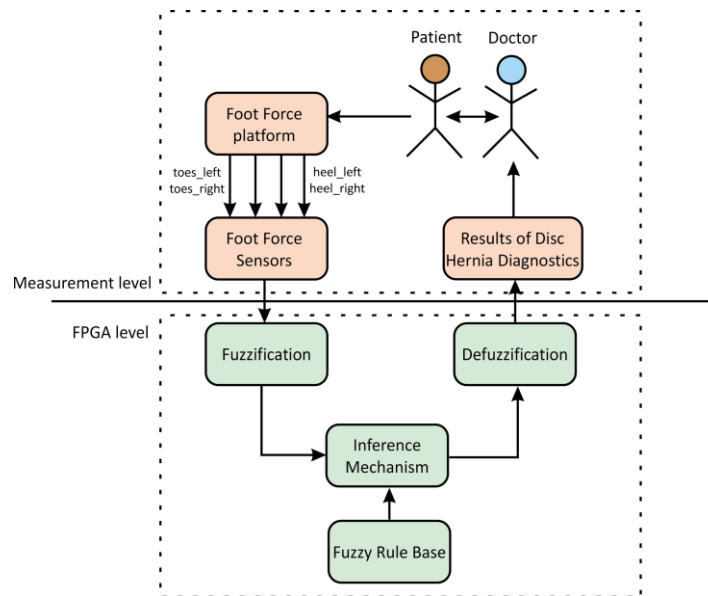 Patient
Doctor
Foot Force
platform
toes_left
toes_right
heel_left
heel_right
Foot Force
Sensors
Results of Disc
Hernia Diagnostics
Measurement level
FPGA level
Fuzzification
Defuzzification
Inference
Mechanism
Fuzzy Rule Base